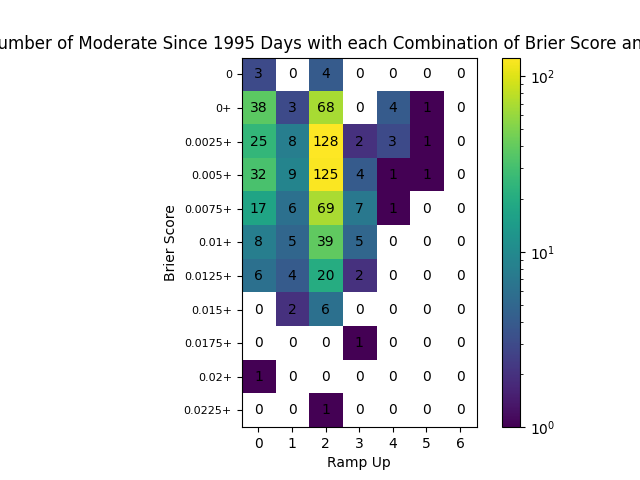 umber of Moderate Since 1995 Days with each Combination of Brier Score an
0 3 0 4 0 0 0 0
0+ 38 3 68 0 4 1 0
0.0025+ 25 8 128 2 3 1 0
0.005+ 32 9 125 4 1 1 0
0.0075+ 17 6 69 7 1 0 0
0.01+ 8 5 39 5 0 0 0
0.0125+ 6 4 20 2 0 0 0
0.015+ 0 2 6 0 0 0 0
0.0175+ 0 0 0 1 0 0 0
0.02+ 1 0 0 0 0 0 0
0.0225+ 0 0 1 0 0 0 0
0 1 2 3 4 5 6
Ramp Up
Brier Score
10²
10¹
10⁰